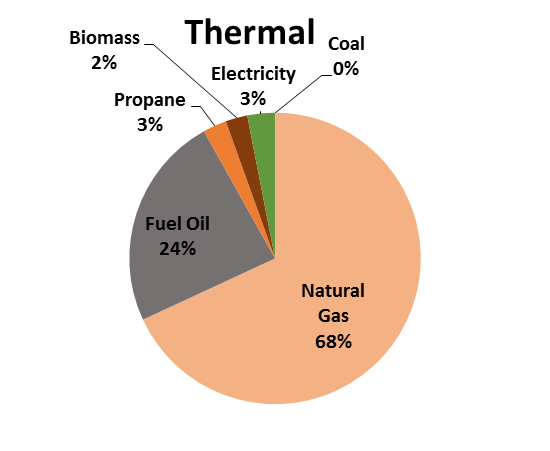 Thermal
Biomass
2%
Coal
0%
Electricity
3%
Propane
3%
Fuel Oil
24%
Natural
Gas
68%